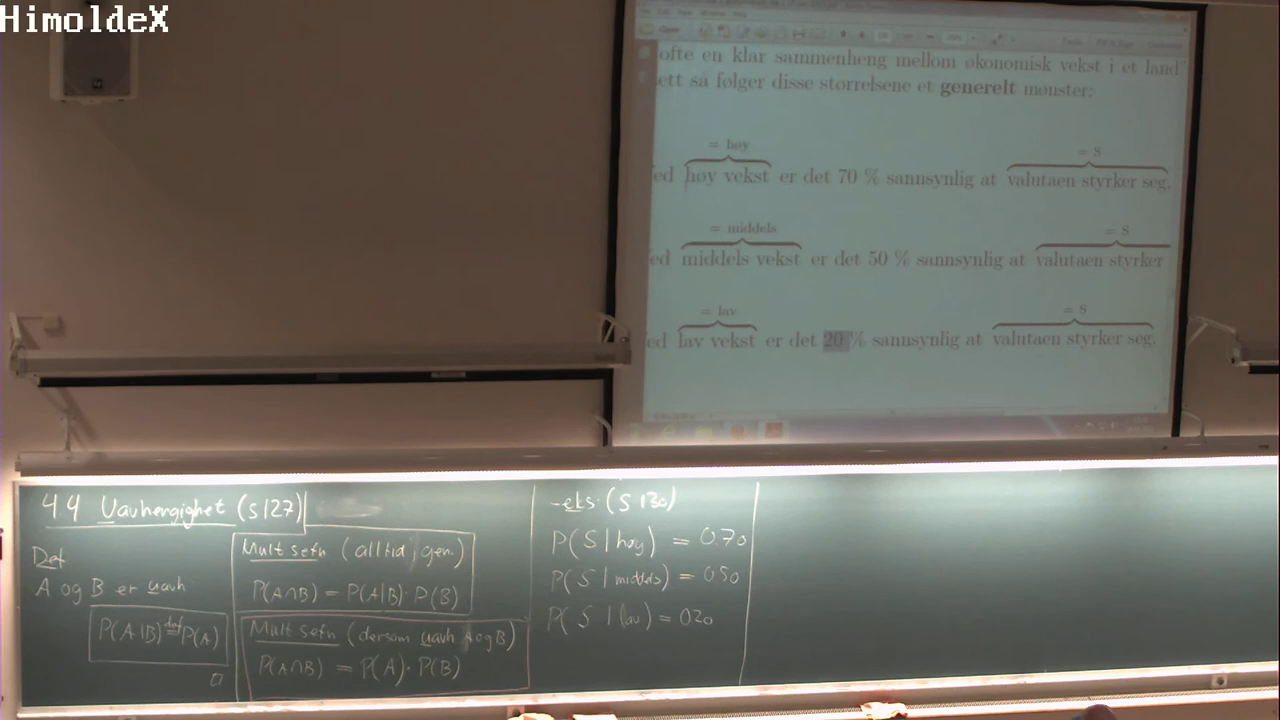 HimoldeX
ofte en klar sammenheng mellom økonomisk vekst i et land
ett så følger disse størrelsene et generelt mønster:
= høy
= S
ed høy vekst er det 70 % sannsynlig at valutaen styrker seg.
= middels
= S
ed middels vekst er det 50 % sannsynlig at valutaen styrker
= lav
= S
ed lav vekst er det 20 % sannsynlig at valutaen styrker seg.
4.4 Uavhengighet (s 127)
Def
A og B er uavh
P(A|B) def= P(A)
Mult setn (alltid, gen.)
P(A∩B) = P(A|B) · P(B)
Mult setn (dersom uavh A og B)
P(A∩B) = P(A) · P(B)
- eks. (S 130)
P(S | høy) = 0.70
P(S | middels) = 0.50
P(S | lav) = 0.20